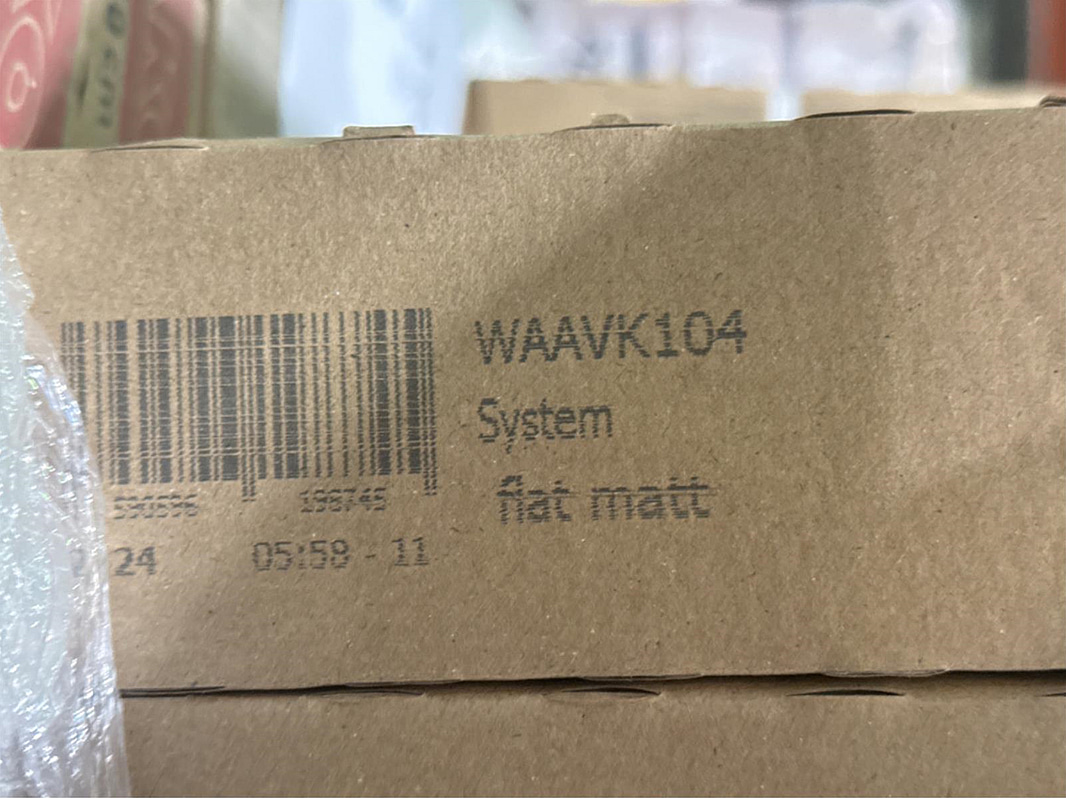 WAAVK104
System
flat matt
24 05:58 - 11